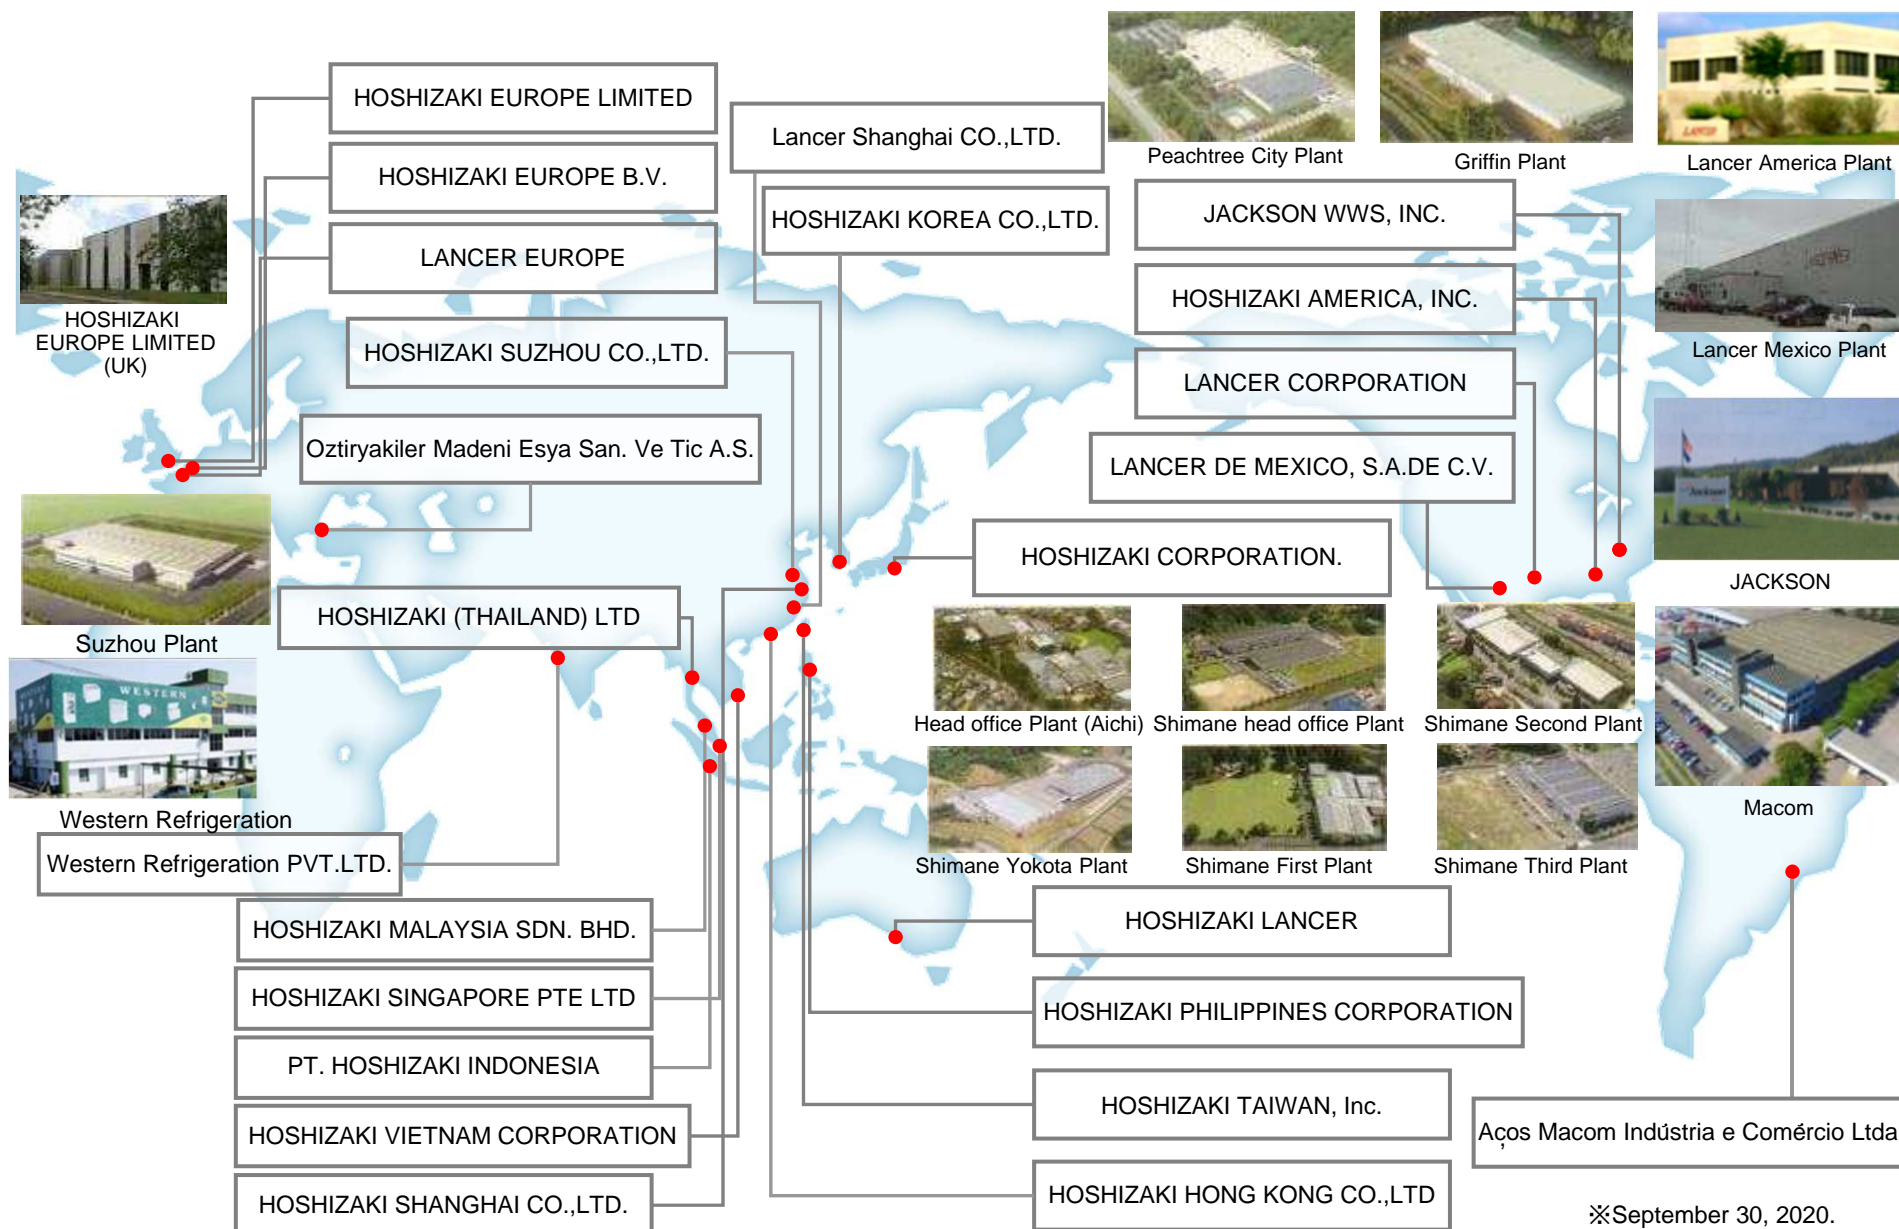 HOSHIZAKI EUROPE LIMITED
HOSHIZAKI EUROPE B.V.
LANCER EUROPE
HOSHIZAKI SUZHOU CO.,LTD.
Oztiryakiler Madeni Esya San. Ve Tic A.S.
HOSHIZAKI (THAILAND) LTD
Lancer Shanghai CO.,LTD.
HOSHIZAKI KOREA CO.,LTD.
Peachtree City Plant
Griffin Plant
LANCER
Lancer America Plant
JACKSON WWS, INC.
HOSHIZAKI AMERICA, INC.
LANCER CORPORATION
LANCER DE MEXICO, S.A.DE C.V.
HOSHIZAKI CORPORATION.
HOSHIZAKI
EUROPE LIMITED
(UK)
Lancer Mexico Plant
Jackson
JACKSON
Suzhou Plant
WESTERN
Western Refrigeration
Western Refrigeration PVT.LTD.
Head office Plant (Aichi)
Shimane head office Plant
Shimane Second Plant
Shimane Yokota Plant
Shimane First Plant
Shimane Third Plant
Macom
HOSHIZAKI MALAYSIA SDN. BHD.
HOSHIZAKI SINGAPORE PTE LTD
PT. HOSHIZAKI INDONESIA
HOSHIZAKI VIETNAM CORPORATION
HOSHIZAKI SHANGHAI CO.,LTD.
HOSHIZAKI LANCER
HOSHIZAKI PHILIPPINES CORPORATION
HOSHIZAKI TAIWAN, Inc.
HOSHIZAKI HONG KONG CO.,LTD
Aços Macom Indústria e Comércio Ltda
※September 30, 2020.